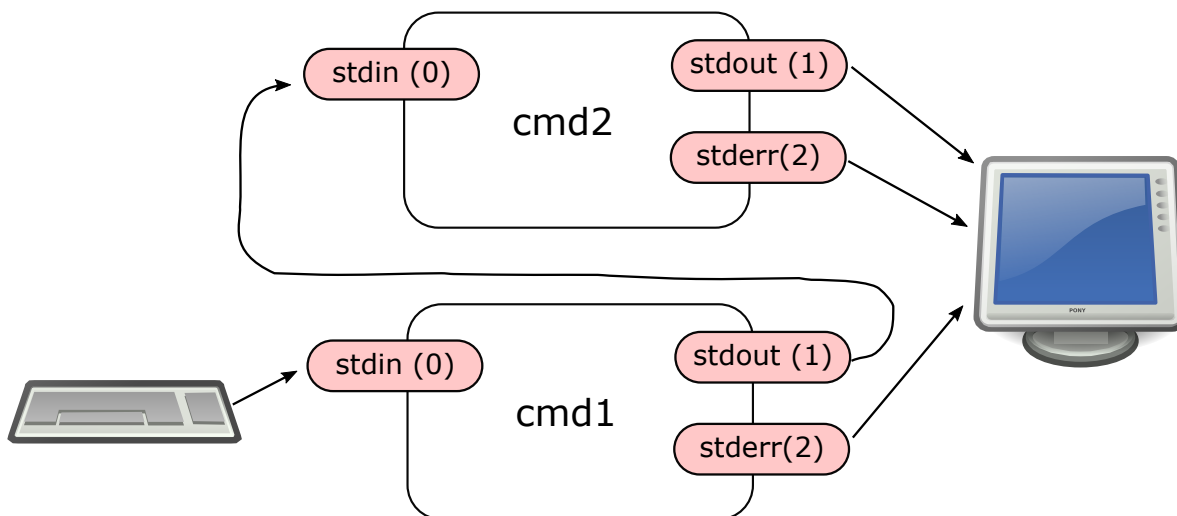 stdin (0)
stdout (1)
cmd2
stderr(2)
PONY
stdin (0)
stdout (1)
cmd1
stderr(2)